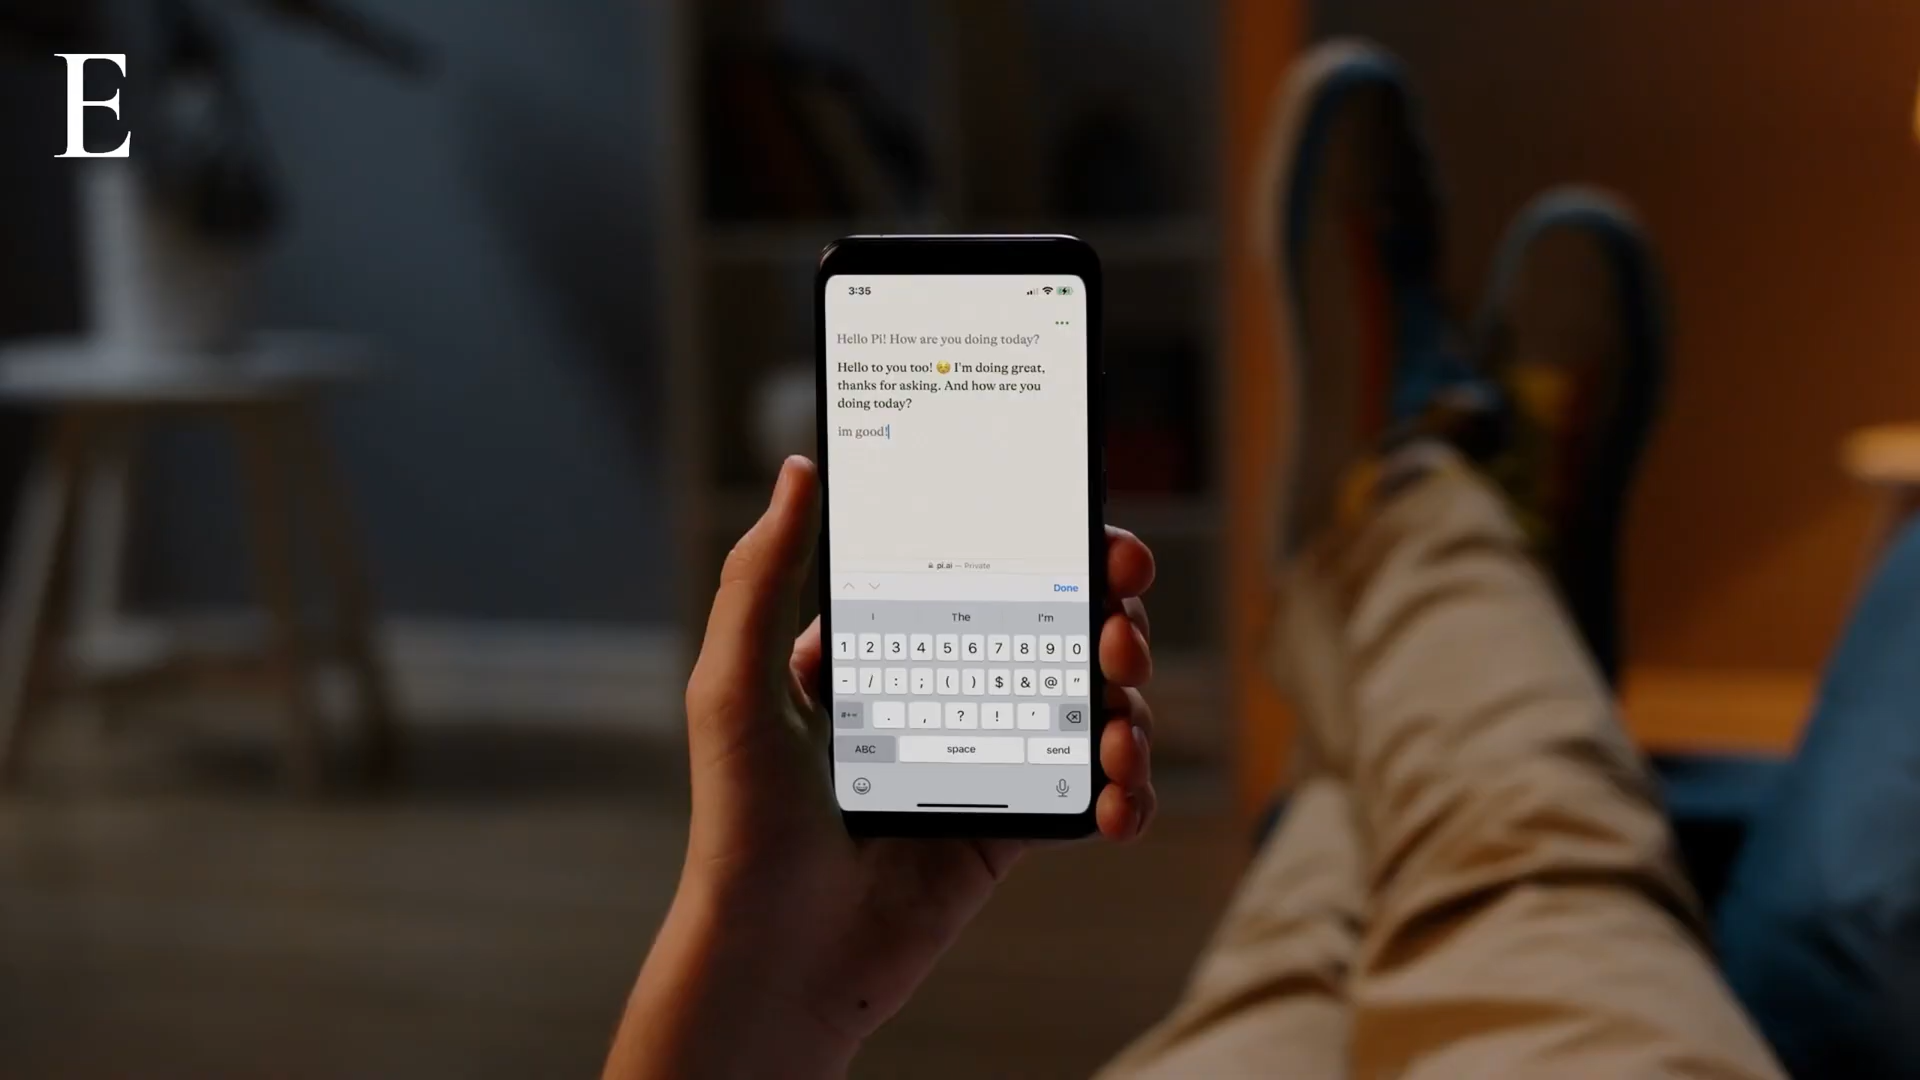 E
3:35
Hello Pi! How are you doing today?
Hello to you too! 😊 I'm doing great,
thanks for asking. And how are you
doing today?
im good!
pi.ai — Private
Done
i The I'm
1 2 3 4 5 6 7 8 9 0
- / : ; ( ) $ & @ "
#+= . , ? ! '
ABC space send